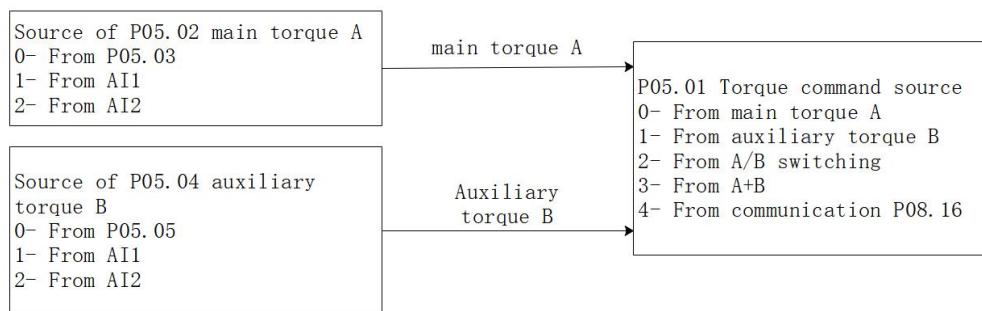 Source of P05.02 main torque A
0- From P05.03
1- From AI1
2- From AI2
main torque A
Source of P05.04 auxiliary
torque B
0- From P05.05
1- From AI1
2- From AI2
Auxiliary
torque B
P05.01 Torque command source
0- From main torque A
1- From auxiliary torque B
2- From A/B switching
3- From A+B
4- From communication P08.16